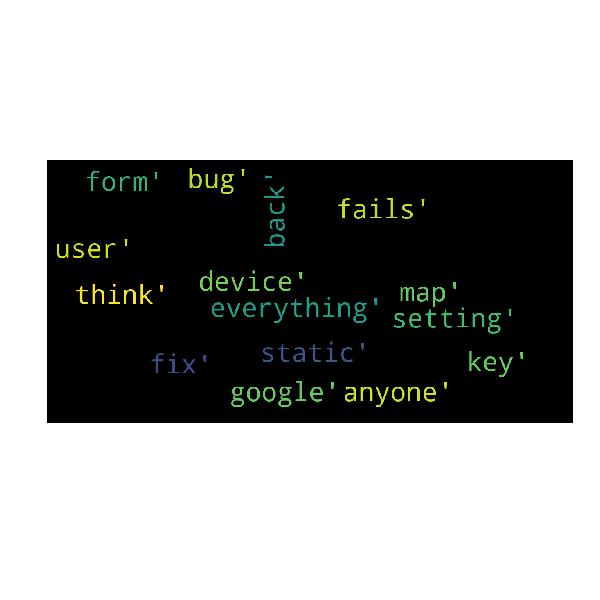 form'
bug'
back'
fails'
user'
device'
think'
map'
everything'
setting'
static'
fix'
key'
google'
anyone'